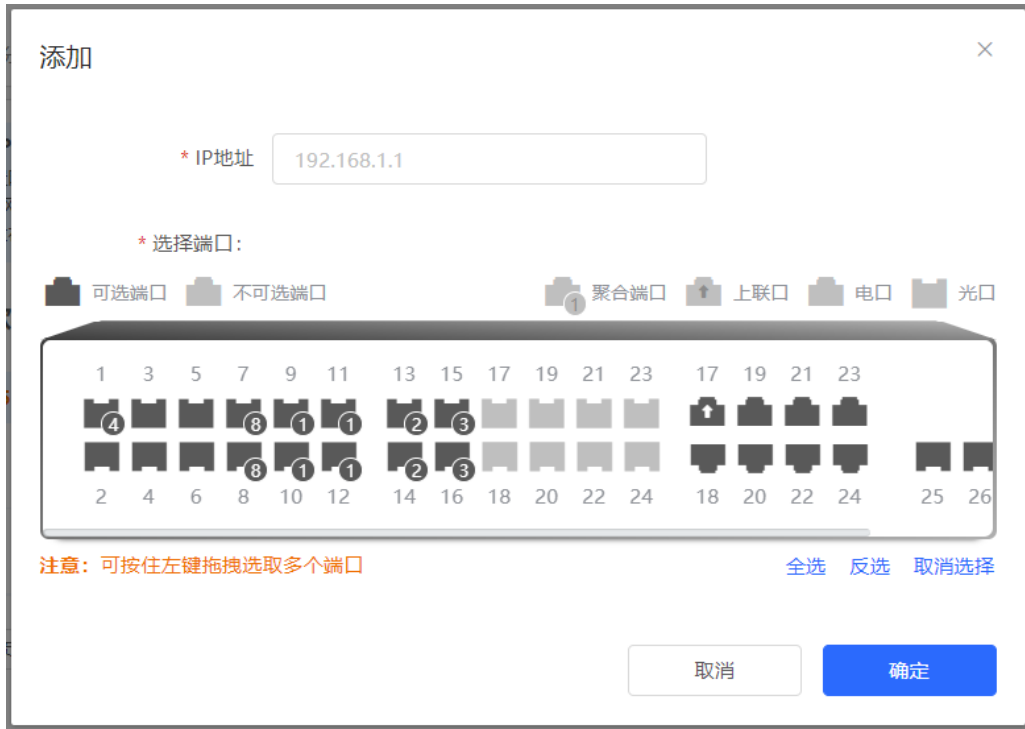 添加
* IP地址 192.168.1.1
* 选择端口：
可选端口 不可选端口 1 聚合端口 上联口 电口 光口
1 3 5 7 9 11 13 15 17 19 21 23 17 19 21 23
4 8 1 1 2 3
8 1 1 2 3
2 4 6 8 10 12 14 16 18 20 22 24 18 20 22 24 25 26
注意：可按住左键拖拽选取多个端口 全选 反选 取消选择
取消 确定